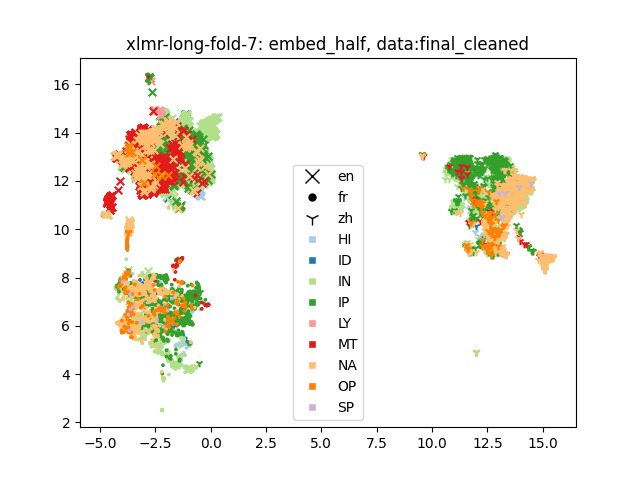 xlmr-long-fold-7: embed_half, data:final_cleaned
16
14
12
10
8
6
4
2
−5.0 −2.5 0.0 2.5 5.0 7.5 10.0 12.5 15.0
en
fr
zh
HI
ID
IN
IP
LY
MT
NA
OP
SP